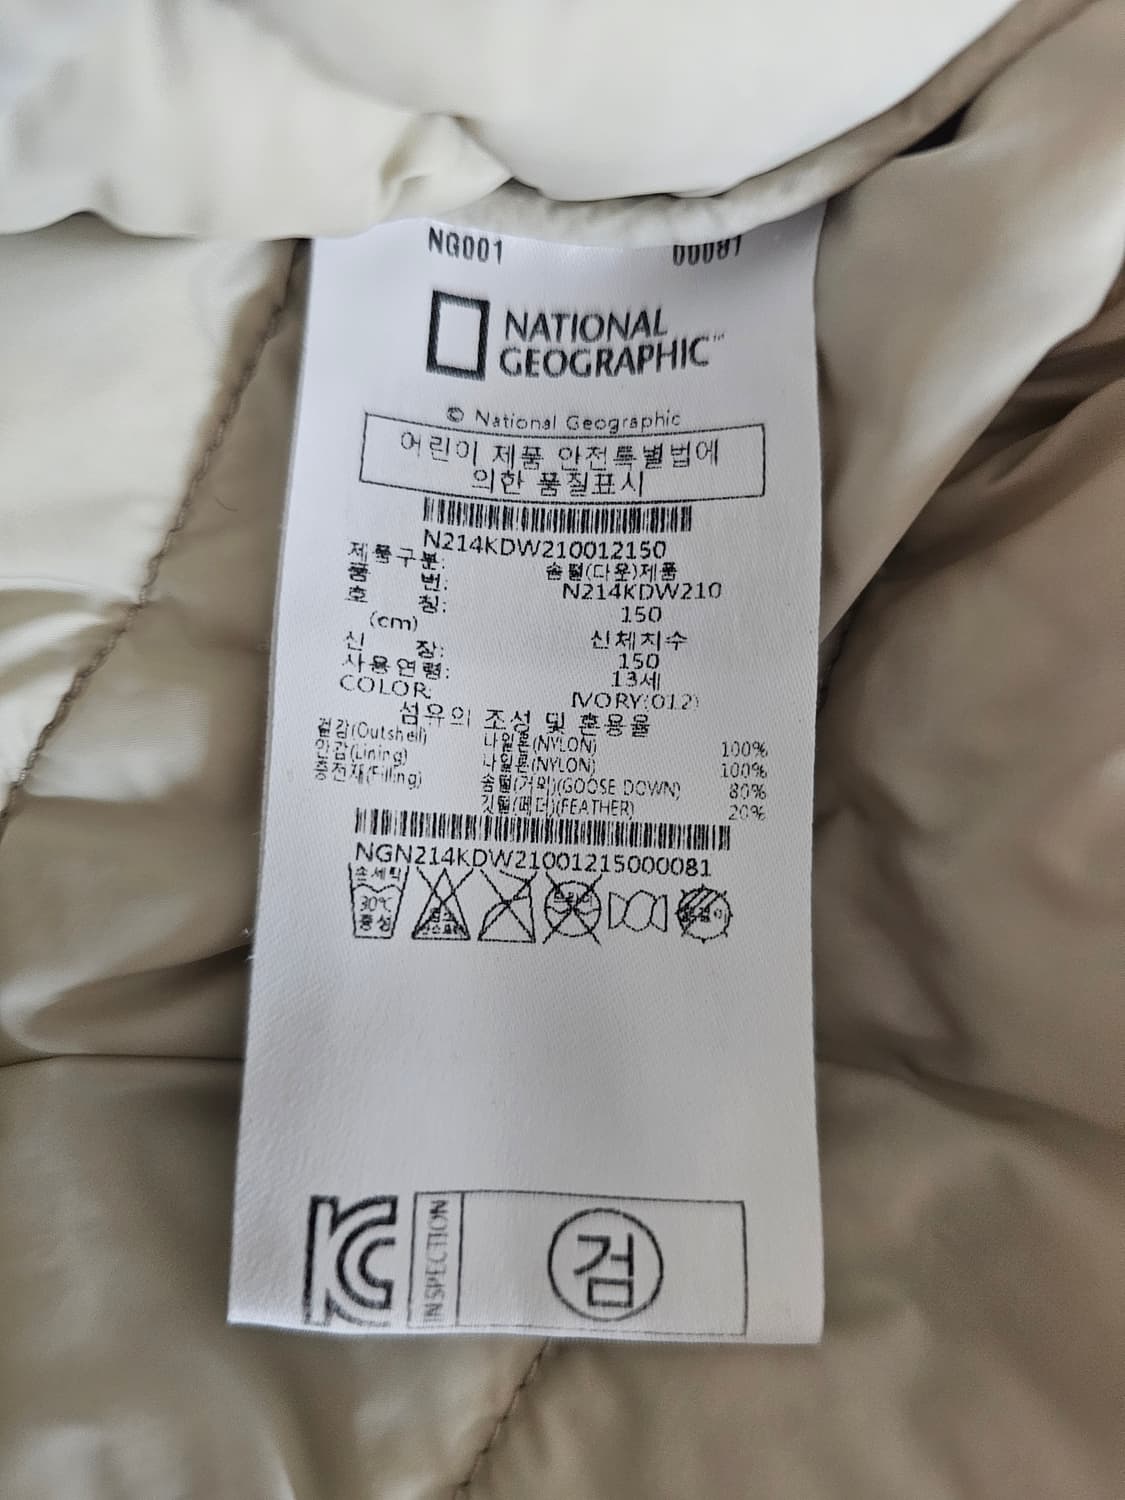 NG001 00081
NATIONAL
GEOGRAPHIC™
© National Geographic
어린이 제품 안전특별법에
의한 품질표시
N214KDW210012150
제품구분: 솜털(다운)제품
품 번: N214KDW210
호 칭: 150
(cm) 신체치수
신 장: 150
사용연령: 13세
COLOR: IVORY(012)
섬유의 조성 및 혼용율
겉감(Outshell) 나일론(NYLON) 100%
안감(Lining) 나일론(NYLON) 100%
충전재(Filling) 솜털(거위)(GOOSE DOWN) 80%
깃털(페더)(FEATHER) 20%
NGN214KDW21001215000081
손세탁
30℃
중성
KC INSPECTION 검